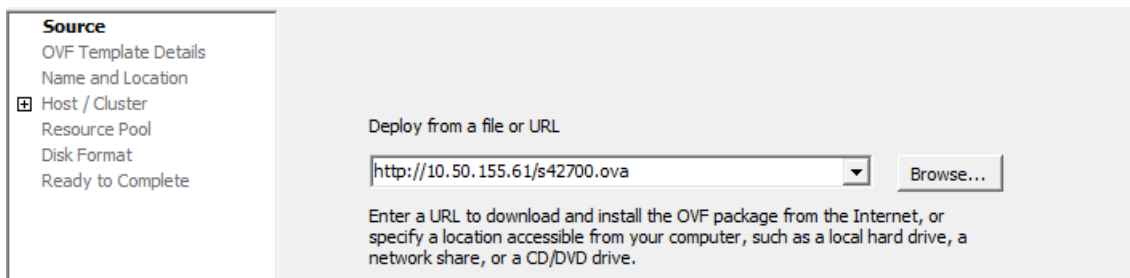 Source
OVF Template Details
Name and Location
Host / Cluster
Resource Pool
Disk Format
Ready to Complete
Deploy from a file or URL
http://10.50.155.61/s42700.ova
Browse...
Enter a URL to download and install the OVF package from the Internet, or
specify a location accessible from your computer, such as a local hard drive, a
network share, or a CD/DVD drive.